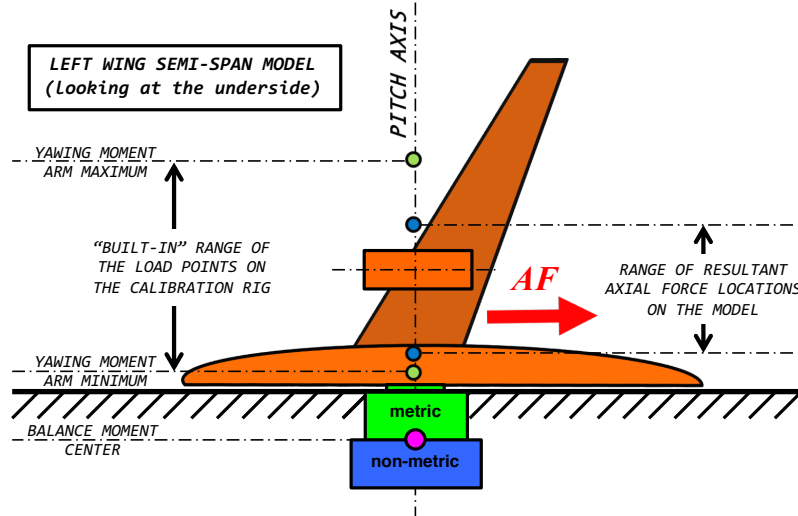 LEFT WING SEMI-SPAN MODEL
(looking at the underside)
PITCH AXIS
YAWING MOMENT
ARM MAXIMUM
“BUILT-IN” RANGE OF
THE LOAD POINTS ON
THE CALIBRATION RIG
AF
RANGE OF RESULTANT
AXIAL FORCE LOCATIONS
ON THE MODEL
YAWING MOMENT
ARM MINIMUM
metric
BALANCE MOMENT
CENTER
non-metric